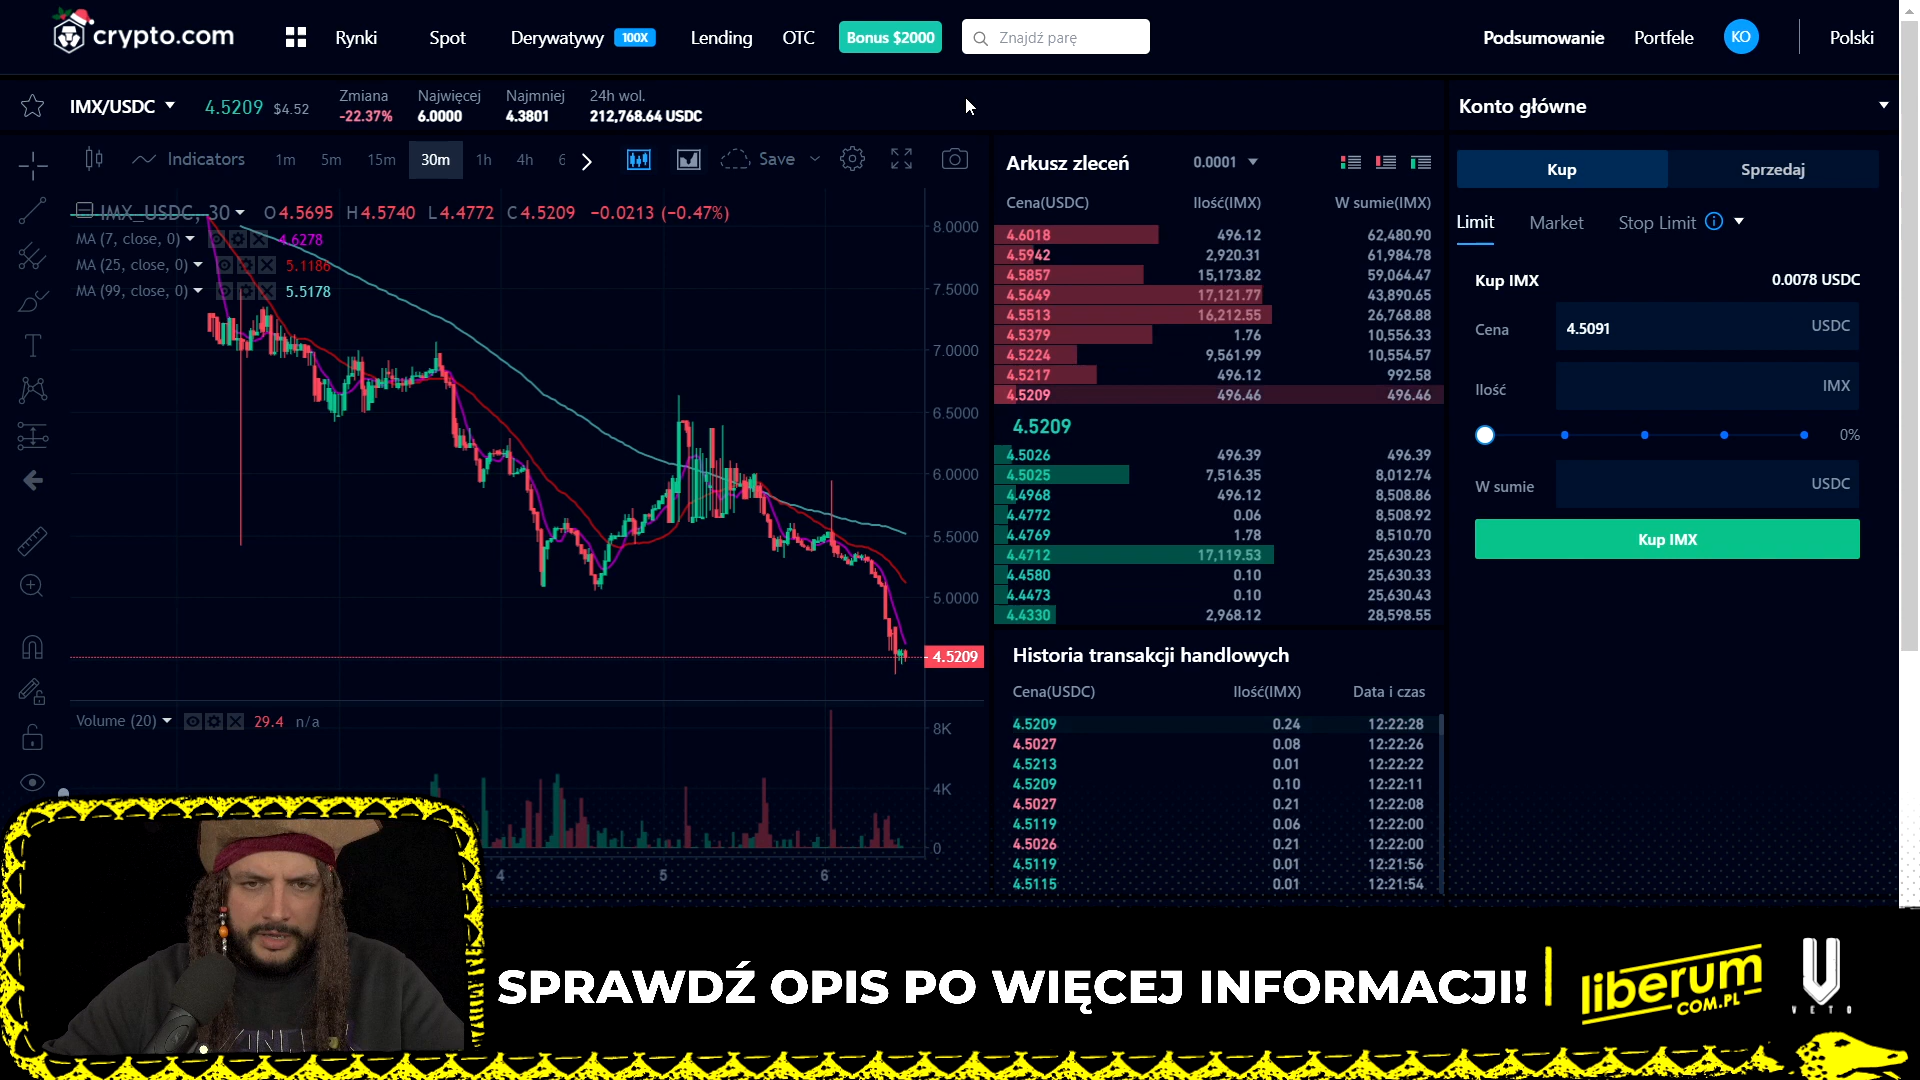 crypto.com
Rynki
Spot
Derywatywy 100X
Lending
OTC
Bonus $2000
Znajdź parę
Podsumowanie
Portfele
KO
Polski
IMX/USDC
4.5209 $4.52
Zmiana
-22.37%
Najwięcej
6.0000
Najmniej
4.3801
24h wol.
212,768.64 USDC
Konto główne
Indicators 1m 5m 15m 30m 1h 4h 6
Save
IMX_USDC, 30 O4.5695 H4.5740 L4.4772 C4.5209 −0.0213 (−0.47%)
MA (7, close, 0) 4.6278
MA (25, close, 0) 5.1186
MA (99, close, 0) 5.5178
8.0000
7.5000
7.0000
6.5000
6.0000
5.5000
5.0000
4.5209
Volume (20) 29.4 n/a
8K
4K
0
4 5 6
Arkusz zleceń 0.0001
Cena(USDC) Ilość(IMX) W sumie(IMX)
4.6018 496.12 62,480.90
4.5942 2,920.31 61,984.78
4.5857 15,173.82 59,064.47
4.5649 17,121.77 43,890.65
4.5513 16,212.55 26,768.88
4.5379 1.76 10,556.33
4.5224 9,561.99 10,554.57
4.5217 496.12 992.58
4.5209 496.46 496.46
4.5209
4.5026 496.39 496.39
4.5025 7,516.35 8,012.74
4.4968 496.12 8,508.86
4.4772 0.06 8,508.92
4.4769 1.78 8,510.70
4.4712 17,119.53 25,630.23
4.4580 0.10 25,630.33
4.4473 0.10 25,630.43
4.4330 2,968.12 28,598.55
Historia transakcji handlowych
Cena(USDC) Ilość(IMX) Data i czas
4.5209 0.24 12:22:28
4.5027 0.08 12:22:26
4.5213 0.01 12:22:22
4.5209 0.10 12:22:11
4.5027 0.21 12:22:08
4.5119 0.06 12:22:00
4.5026 0.21 12:22:00
4.5119 0.01 12:21:56
4.5115 0.01 12:21:54
Kup Sprzedaj
Limit Market Stop Limit
Kup IMX 0.0078 USDC
Cena 4.5091 USDC
Ilość IMX
0%
W sumie USDC
Kup IMX
SPRAWDŹ OPIS PO WIĘCEJ INFORMACJI!
liberum
COM.PL
VETO